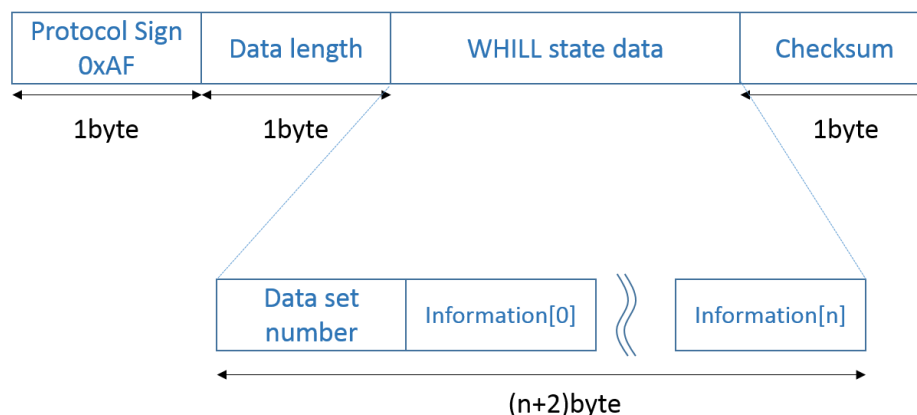 Protocol Sign
0xAF
Data length
WHILL state data
Checksum
1byte
1byte
1byte
Data set
number
Information[0]
Information[n]
(n+2)byte